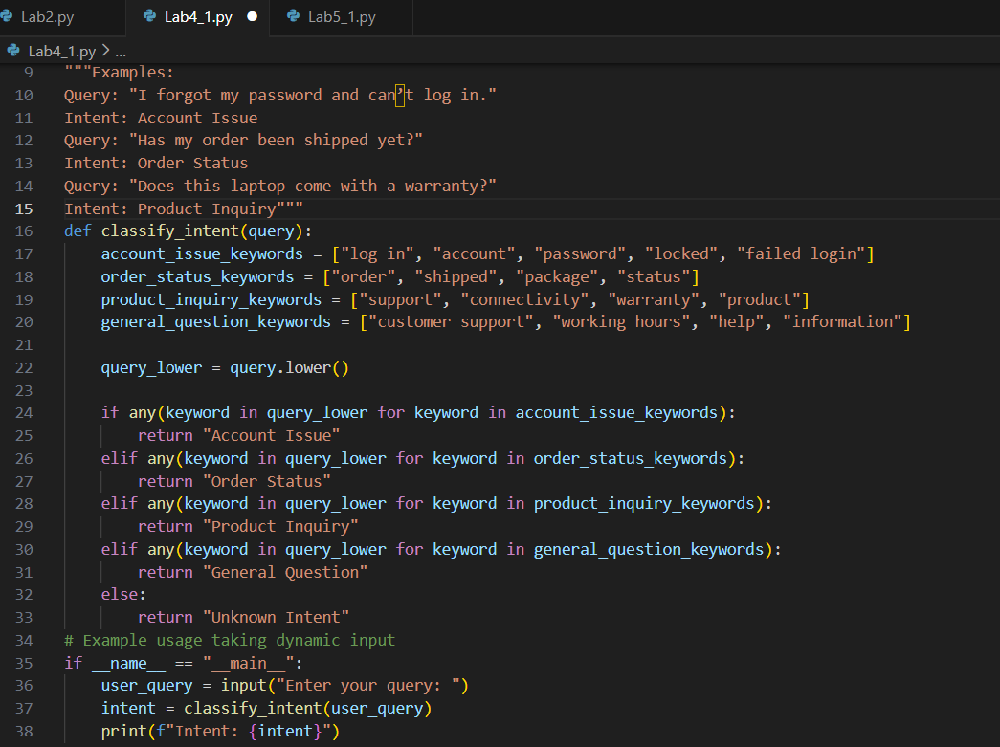 Lab2.py Lab4_1.py Lab5_1.py
Lab4_1.py > ...
9 """Examples:
10 Query: "I forgot my password and can’t log in."
11 Intent: Account Issue
12 Query: "Has my order been shipped yet?"
13 Intent: Order Status
14 Query: "Does this laptop come with a warranty?"
15 Intent: Product Inquiry"""
16 def classify_intent(query):
17     account_issue_keywords = ["log in", "account", "password", "locked", "failed login"]
18     order_status_keywords = ["order", "shipped", "package", "status"]
19     product_inquiry_keywords = ["support", "connectivity", "warranty", "product"]
20     general_question_keywords = ["customer support", "working hours", "help", "information"]
21
22     query_lower = query.lower()
23
24     if any(keyword in query_lower for keyword in account_issue_keywords):
25         return "Account Issue"
26     elif any(keyword in query_lower for keyword in order_status_keywords):
27         return "Order Status"
28     elif any(keyword in query_lower for keyword in product_inquiry_keywords):
29         return "Product Inquiry"
30     elif any(keyword in query_lower for keyword in general_question_keywords):
31         return "General Question"
32     else:
33         return "Unknown Intent"
34 # Example usage taking dynamic input
35 if __name__ == "__main__":
36     user_query = input("Enter your query: ")
37     intent = classify_intent(user_query)
38     print(f"Intent: {intent}")